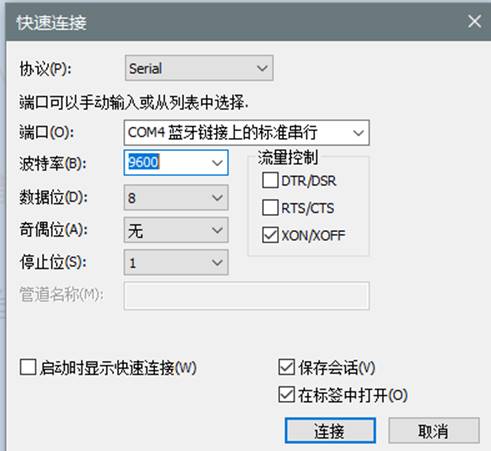 快速连接
协议(P): Serial
端口可以手动输入或从列表中选择.
端口(O): COM4 蓝牙链接上的标准串行
波特率(B): 9600 流量控制
DTR/DSR
数据位(D): 8
RTS/CTS
奇偶位(A): 无
XON/XOFF
停止位(S): 1
管道名称(M):
启动时显示快速连接(W) 保存会话(V)
在标签中打开(O)
连接 取消